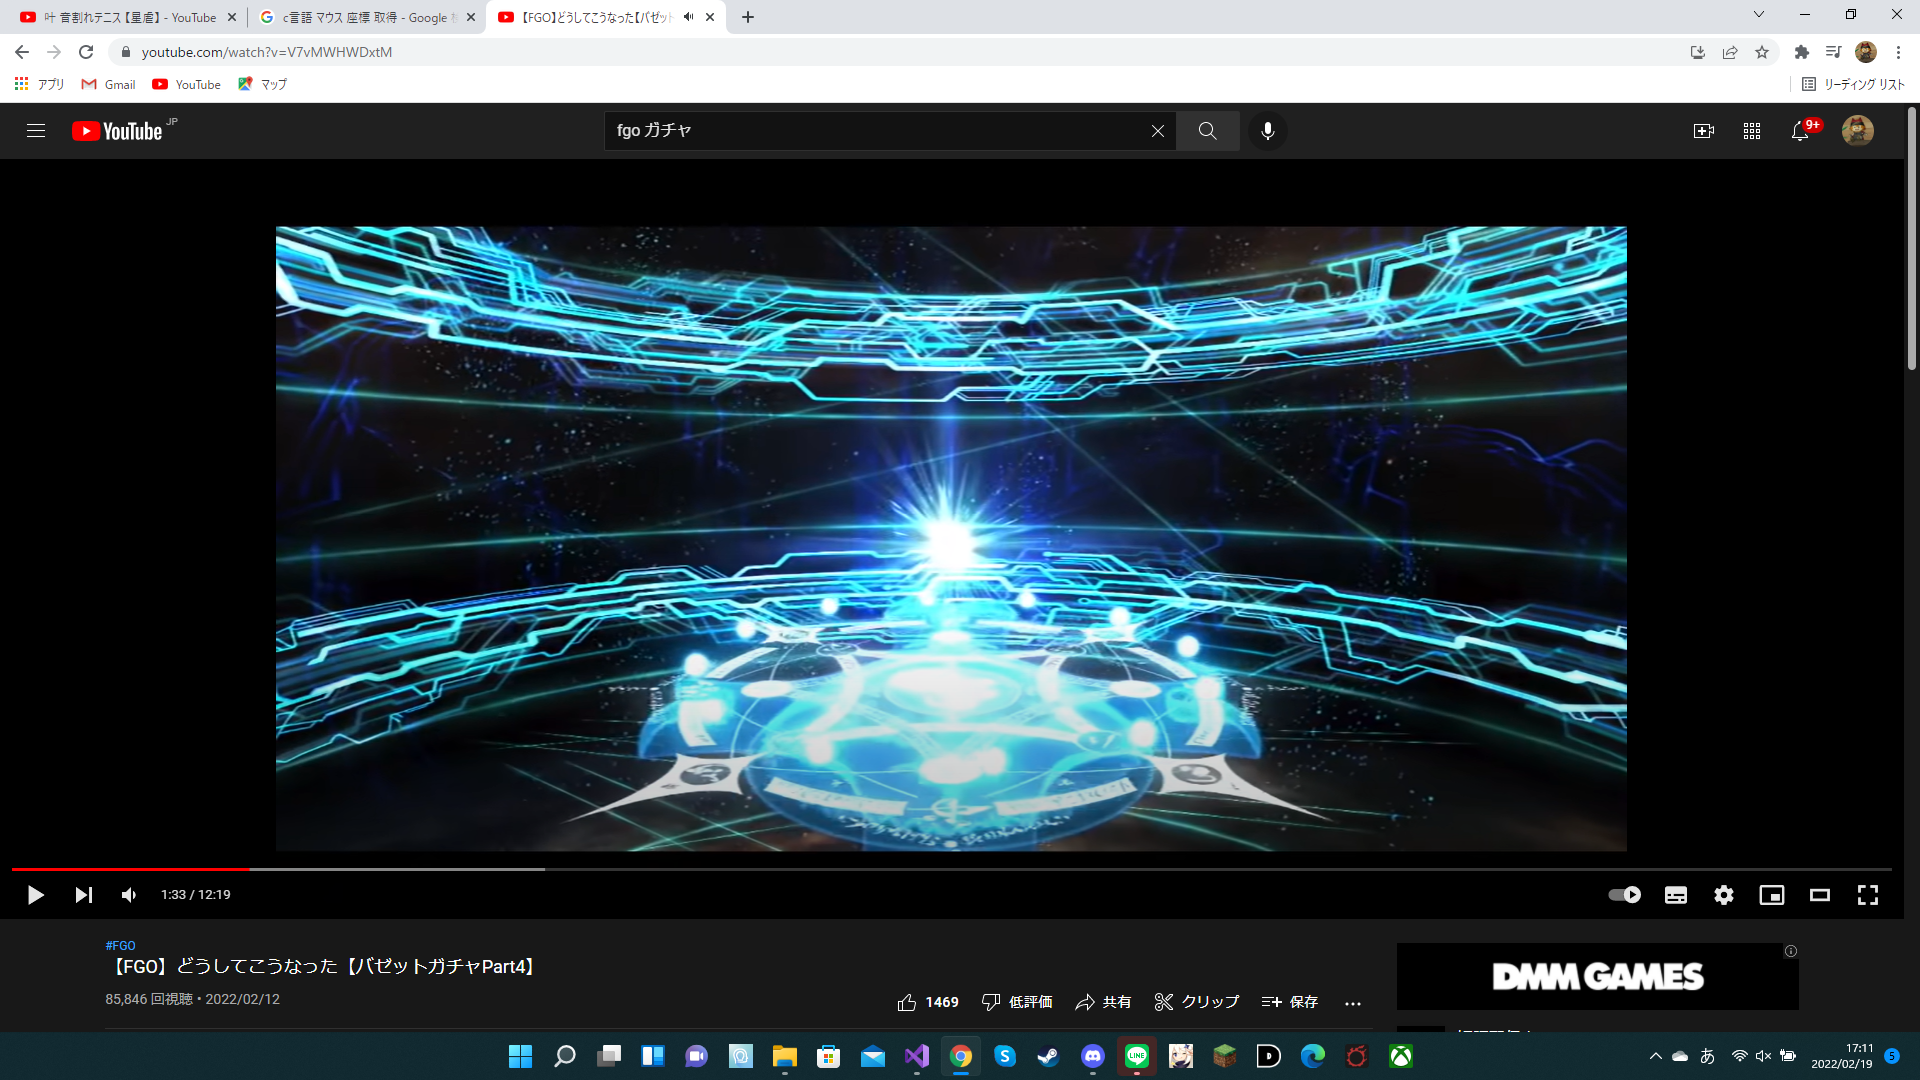 叶 音割れテニス【星虐】 - YouTube
c言語 マウス 座標 取得 - Google
【FGO】どうしてこうなった【バゼット
youtube.com/watch?v=V7vMWHWDxtM
アプリ
Gmail
YouTube
マップ
リーディング リスト
YouTube JP
fgo ガチャ
9+
1:33 / 12:19
#FGO
【FGO】どうしてこうなった【バゼットガチャPart4】
85,846 回視聴・2022/02/12
1469
低評価
共有
クリップ
保存
DMM GAMES
LINE
あ
17:11
2022/02/19
5